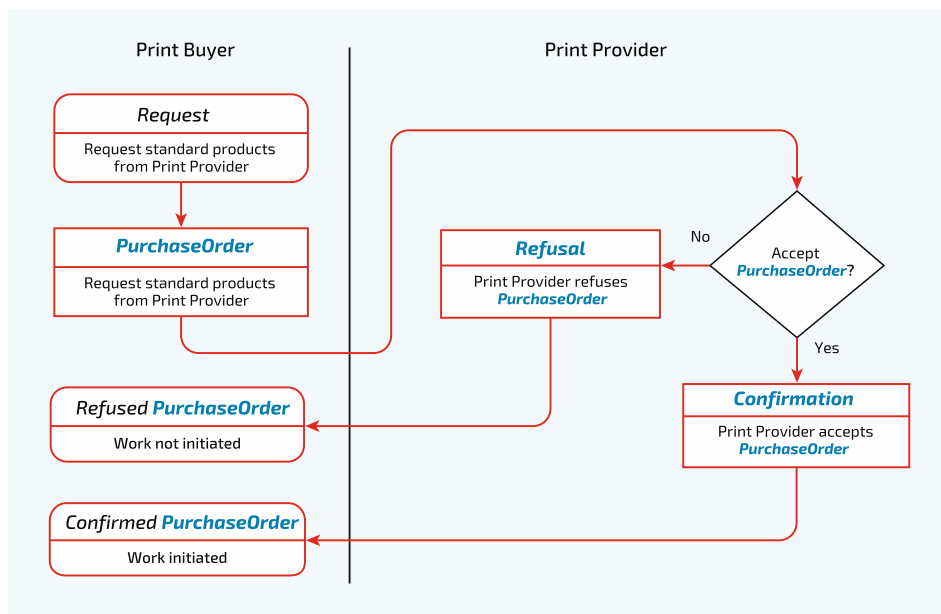 Print Buyer
Print Provider
Request
Request standard products
from Print Provider
PurchaseOrder
Request standard products
from Print Provider
Refusal
Print Provider refuses
PurchaseOrder
No
Accept
PurchaseOrder?
Yes
Confirmation
Print Provider accepts
PurchaseOrder
Refused PurchaseOrder
Work not initiated
Confirmed PurchaseOrder
Work initiated